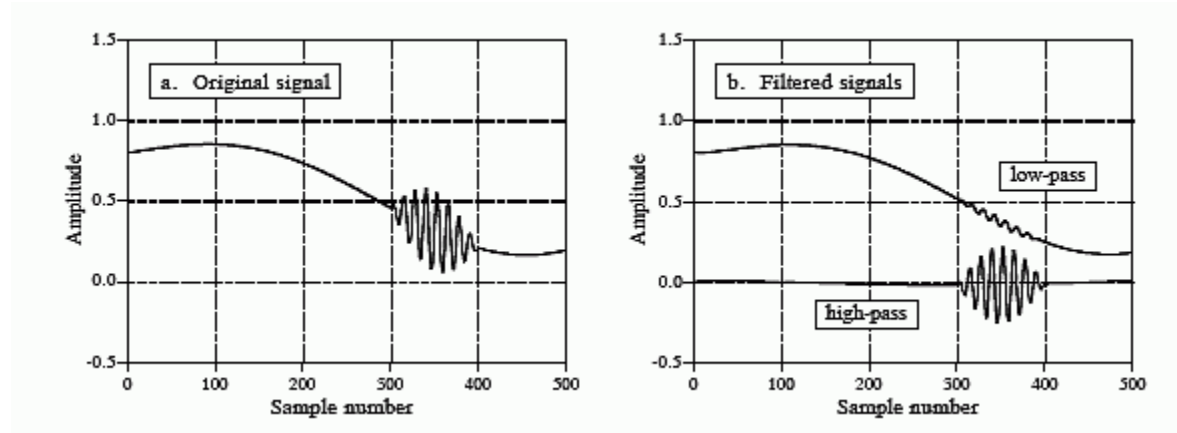 1.5
a. Original signal
1.0
0.5
0.0
-0.5
Amplitude
0 100 200 300 400 500
Sample number
1.5
b. Filtered signals
1.0
low-pass
0.5
0.0
high-pass
-0.5
Amplitude
0 100 200 300 400 500
Sample number